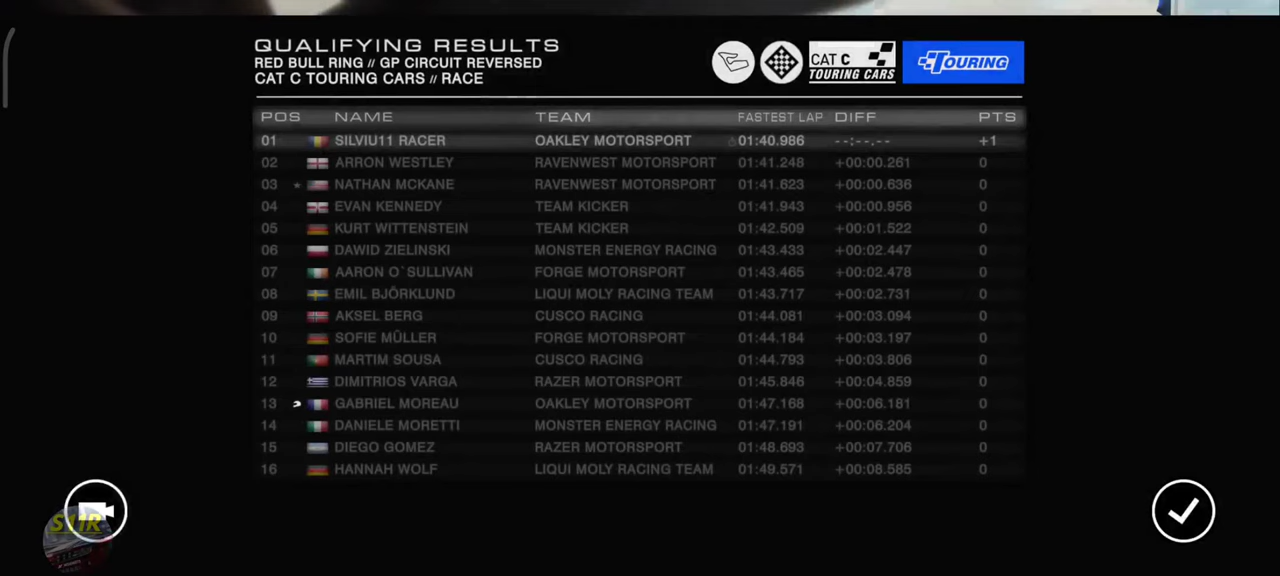 QUALIFYING RESULTS
RED BULL RING // GP CIRCUIT REVERSED
CAT C TOURING CARS // RACE
CAT C
TOURING CARS
TOURING
POS NAME TEAM FASTEST LAP DIFF PTS
01 SILVIU11 RACER OAKLEY MOTORSPORT 01:40.986 --:--.-- +1
02 ARRON WESTLEY RAVENWEST MOTORSPORT 01:41.248 +00:00.261 0
03 NATHAN MCKANE RAVENWEST MOTORSPORT 01:41.623 +00:00.636 0
04 EVAN KENNEDY TEAM KICKER 01:41.943 +00:00.956 0
05 KURT WITTENSTEIN TEAM KICKER 01:42.509 +00:01.522 0
06 DAWID ZIELINSKI MONSTER ENERGY RACING 01:43.433 +00:02.447 0
07 AARON O`SULLIVAN FORGE MOTORSPORT 01:43.465 +00:02.478 0
08 EMIL BJÖRKLUND LIQUI MOLY RACING TEAM 01:43.717 +00:02.731 0
09 AKSEL BERG CUSCO RACING 01:44.081 +00:03.094 0
10 SOFIE MÜLLER FORGE MOTORSPORT 01:44.184 +00:03.197 0
11 MARTIM SOUSA CUSCO RACING 01:44.793 +00:03.806 0
12 DIMITRIOS VARGA RAZER MOTORSPORT 01:45.846 +00:04.859 0
13 GABRIEL MOREAU OAKLEY MOTORSPORT 01:47.168 +00:06.181 0
14 DANIELE MORETTI MONSTER ENERGY RACING 01:47.191 +00:06.204 0
15 DIEGO GOMEZ RAZER MOTORSPORT 01:48.693 +00:07.706 0
16 HANNAH WOLF LIQUI MOLY RACING TEAM 01:49.571 +00:08.585 0
S11R